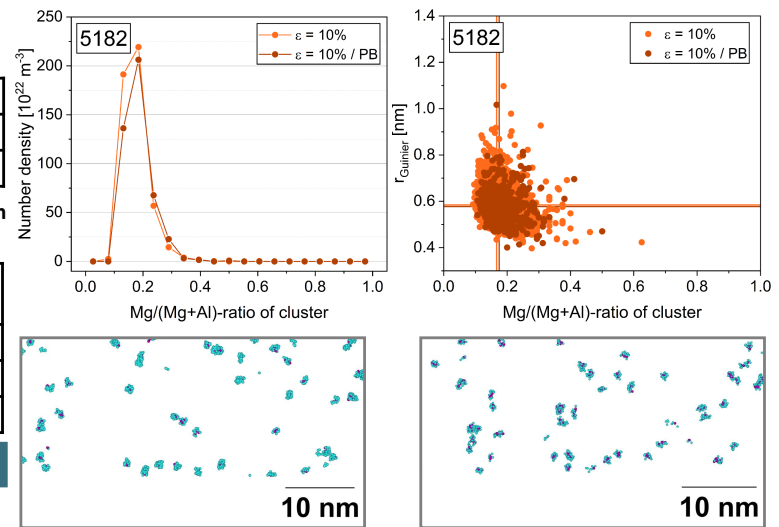 5182
ε = 10%
ε = 10% / PB
Number density [10²² m⁻³]
250
200
150
100
50
0
0.0 0.2 0.4 0.6 0.8 1.0
Mg/(Mg+Al)-ratio of cluster
5182
ε = 10%
ε = 10% / PB
r_Guinier [nm]
1.4
1.2
1.0
0.8
0.6
0.4
0.0 0.2 0.4 0.6 0.8 1.0
Mg/(Mg+Al)-ratio of cluster
10 nm
10 nm